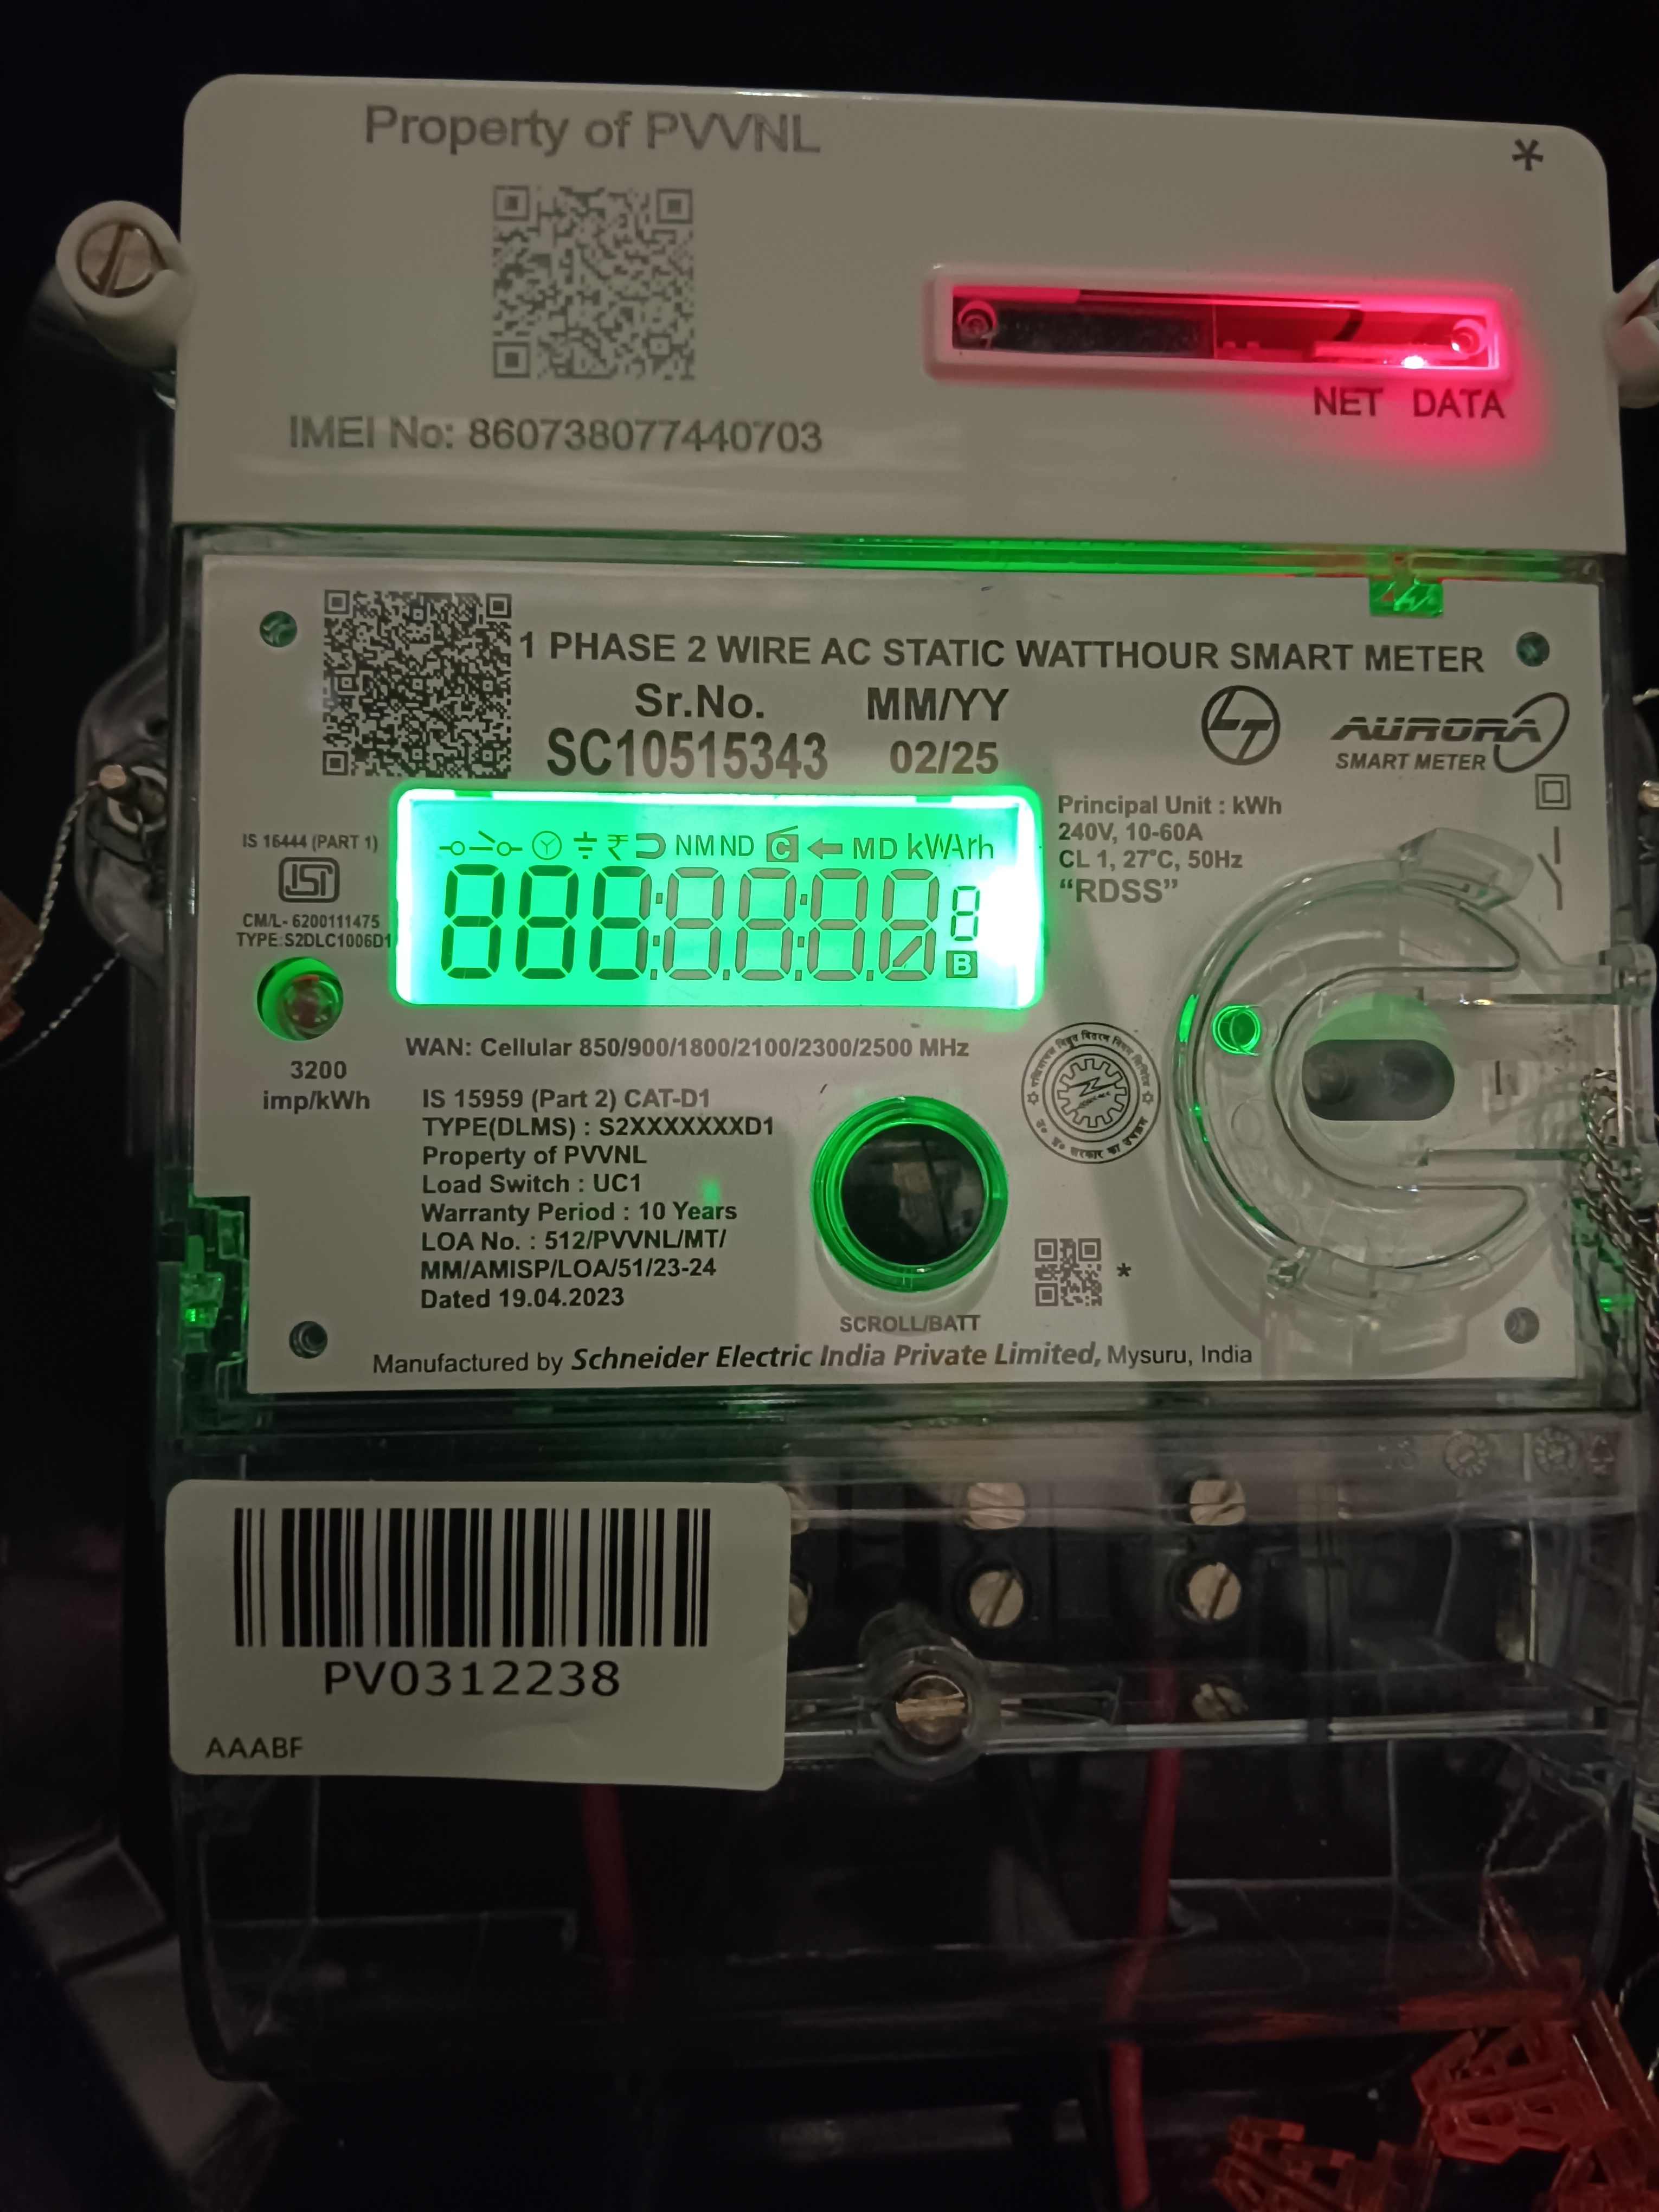 Property of PVVNL
*
IMEI No: 860738077440703
NET DATA
1 PHASE 2 WIRE AC STATIC WATTHOUR SMART METER
Sr.No. MM/YY
SC10515343 02/25
LT
AURORA
SMART METER
IS 16444 (PART 1)
ISI
CM/L- 6200111475
TYPE:S2DLC1006D1
3200
imp/kWh
₹ NM ND C MD kWArh
888:8:8:8.8 8
B
Principal Unit : kWh
240V, 10-60A
CL 1, 27°C, 50Hz
“RDSS”
WAN: Cellular 850/900/1800/2100/2300/2500 MHz
IS 15959 (Part 2) CAT-D1
TYPE(DLMS) : S2XXXXXXXD1
Property of PVVNL
Load Switch : UC1
Warranty Period : 10 Years
LOA No. : 512/PVVNL/MT/
MM/AMISP/LOA/51/23-24
Dated 19.04.2023
SCROLL/BATT
*
Manufactured by Schneider Electric India Private Limited, Mysuru, India
PV0312238
AAABF